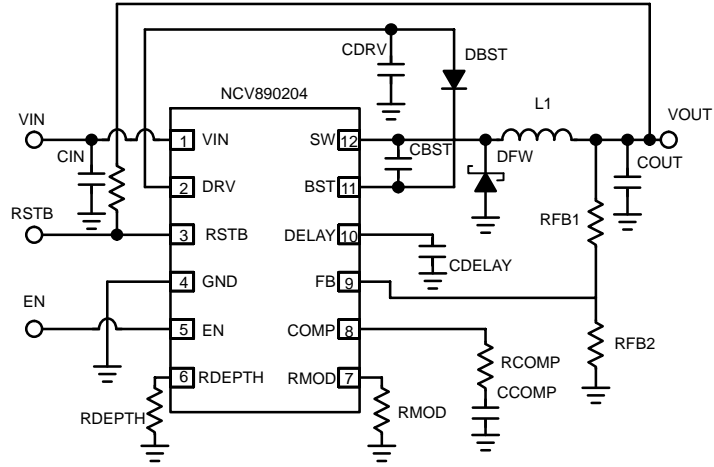 CDRV
DBST
NCV890204
L1
VIN
VOUT
1
VIN
SW
12
CIN
CBST
DFW
COUT
2
DRV
BST
11
RSTB
RFB1
3
RSTB
DELAY
10
CDELAY
4
GND
FB
9
EN
5
EN
COMP
8
RFB2
RCOMP
6
RDEPTH
RMOD
7
CCOMP
RDEPTH
RMOD